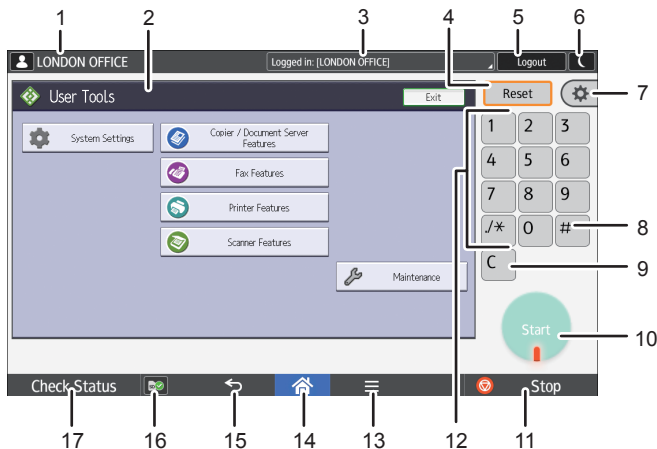 1 2 3 4 5 6
LONDON OFFICE
Logged in: [LONDON OFFICE]
Logout
User Tools
Exit
Reset
7
System Settings
Copier / Document Server
Features
Fax Features
Printer Features
Scanner Features
Maintenance
1 2 3
4 5 6
7 8 9
./* 0 #
C
8
9
Start
10
Check Status
Stop
17 16 15 14 13 12 11